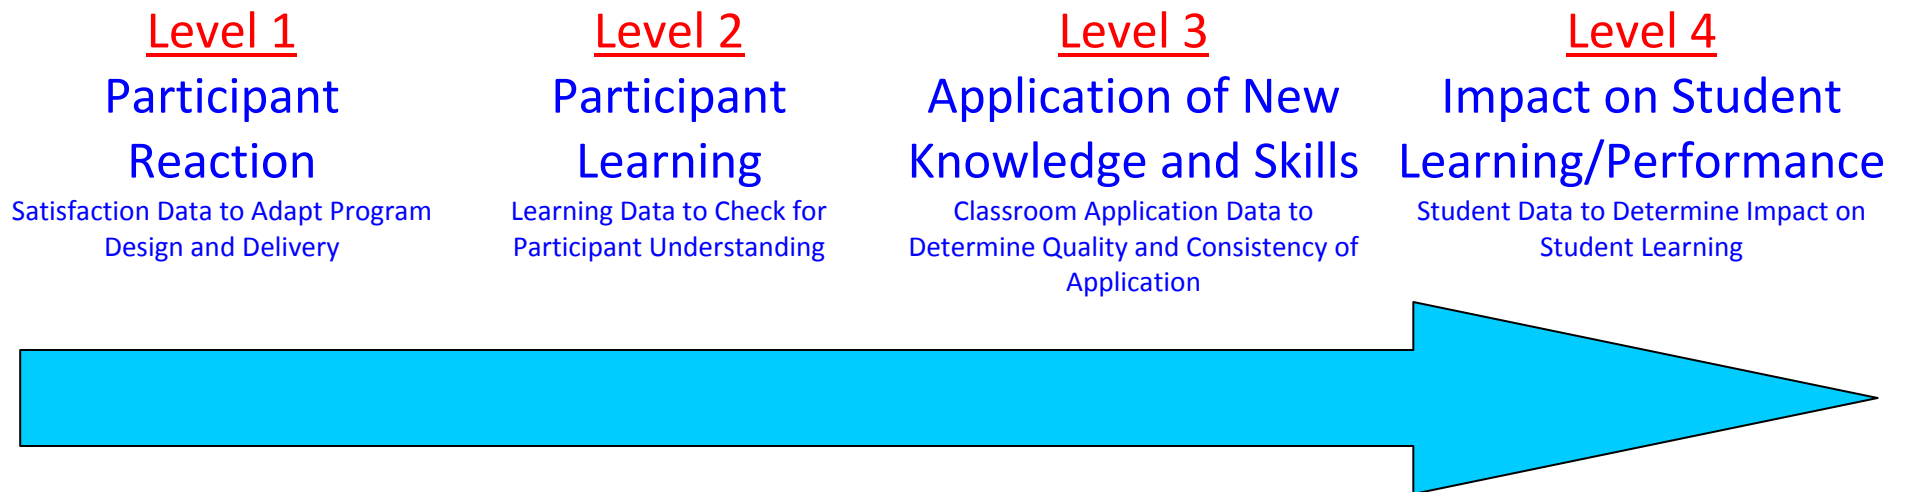 Level 1
Participant
Reaction
Satisfaction Data to Adapt Program
Design and Delivery
Level 2
Participant
Learning
Learning Data to Check for
Participant Understanding
Level 3
Application of New
Knowledge and Skills
Classroom Application Data to
Determine Quality and Consistency of
Application
Level 4
Impact on Student
Learning/Performance
Student Data to Determine Impact on
Student Learning